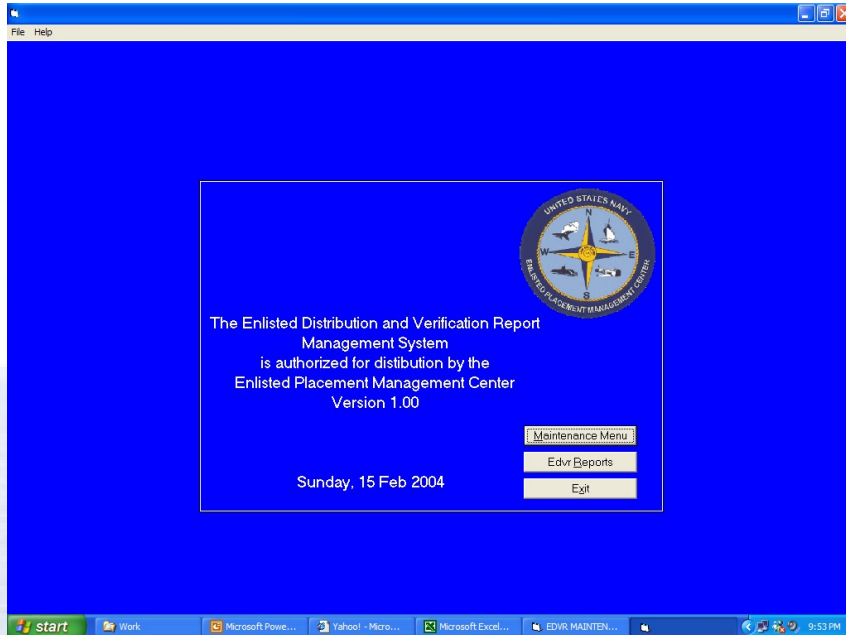 File Help
UNITED STATES NAVY
N
W E
S
ENLISTED PLACEMENT MANAGEMENT CENTER
The Enlisted Distribution and Verification Report
Management System
is authorized for distibution by the
Enlisted Placement Management Center
Version 1.00
Maintenance Menu
Edvr Reports
Sunday, 15 Feb 2004
Exit
start Work Microsoft Powe... Yahoo! - Micro... Microsoft Excel... EDVR MAINTEN... 9:53 PM